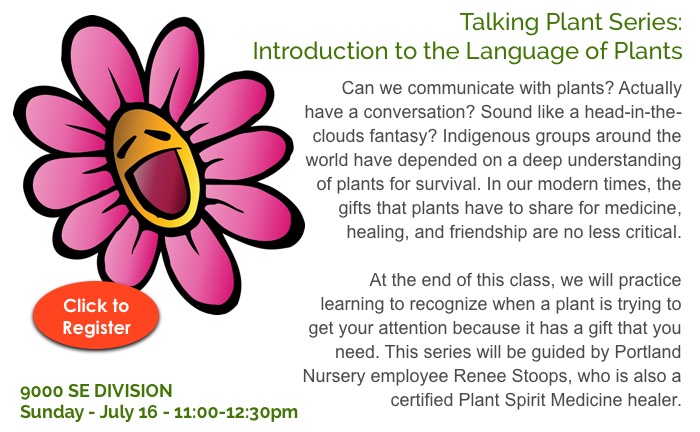 Talking Plant Series:
Introduction to the Language of Plants
Can we communicate with plants? Actually
have a conversation? Sound like a head-in-the-
clouds fantasy? Indigenous groups around the
world have depended on a deep understanding
of plants for survival. In our modern times, the
gifts that plants have to share for medicine,
healing, and friendship are no less critical.
At the end of this class, we will practice
learning to recognize when a plant is trying to
get your attention because it has a gift that you
need. This series will be guided by Portland
Nursery employee Renee Stoops, who is also a
certified Plant Spirit Medicine healer.
Click to
Register
9000 SE DIVISION
Sunday - July 16 - 11:00-12:30pm